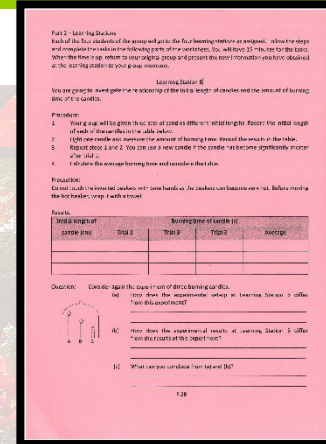 Part 2 – Learning Stations
Each of the four students of the group will go to the four learning stations as assigned. Follow the steps
and complete the tasks in the following parts of the worksheet. You will have 15 minutes for the tasks.
When the time is up, return to your original group and present the new information you have obtained
at the learning station to your group members.
Learning Station B
You are going to investigate the relationship of the initial length of candles and the amount of burning
time of the candles.
Procedure:
1. Your group will be given three sets of candles different initial lengths. Record the initial length
of each of the candles in the table below.
2. Light one candle and measure the amount of burning time. Record the results in the table.
3. Repeat steps 1 and 2. You can use a new candle if the candle has become significantly shorter
after trial
4. Calculate the average burning time and complete the table.
Precaution:
Do not touch the inverted beakers with bare hands as the beakers can become very hot. Before moving
the hot beaker, wrap it with a towel.
Results:
Initial length of candle (cm)
Burning time of candle (s)
Trial 1 Trial 2 Trial 3 Average
Question: Consider again the experiment of three burning candles.
(a) How does the experimental set-up at Learning Station B differ
from this experiment?
(b) How does the experimental results at Learning Station B differ
from the results of this experiment?
(c) What can you conclude from (a) and (b)?
A B C